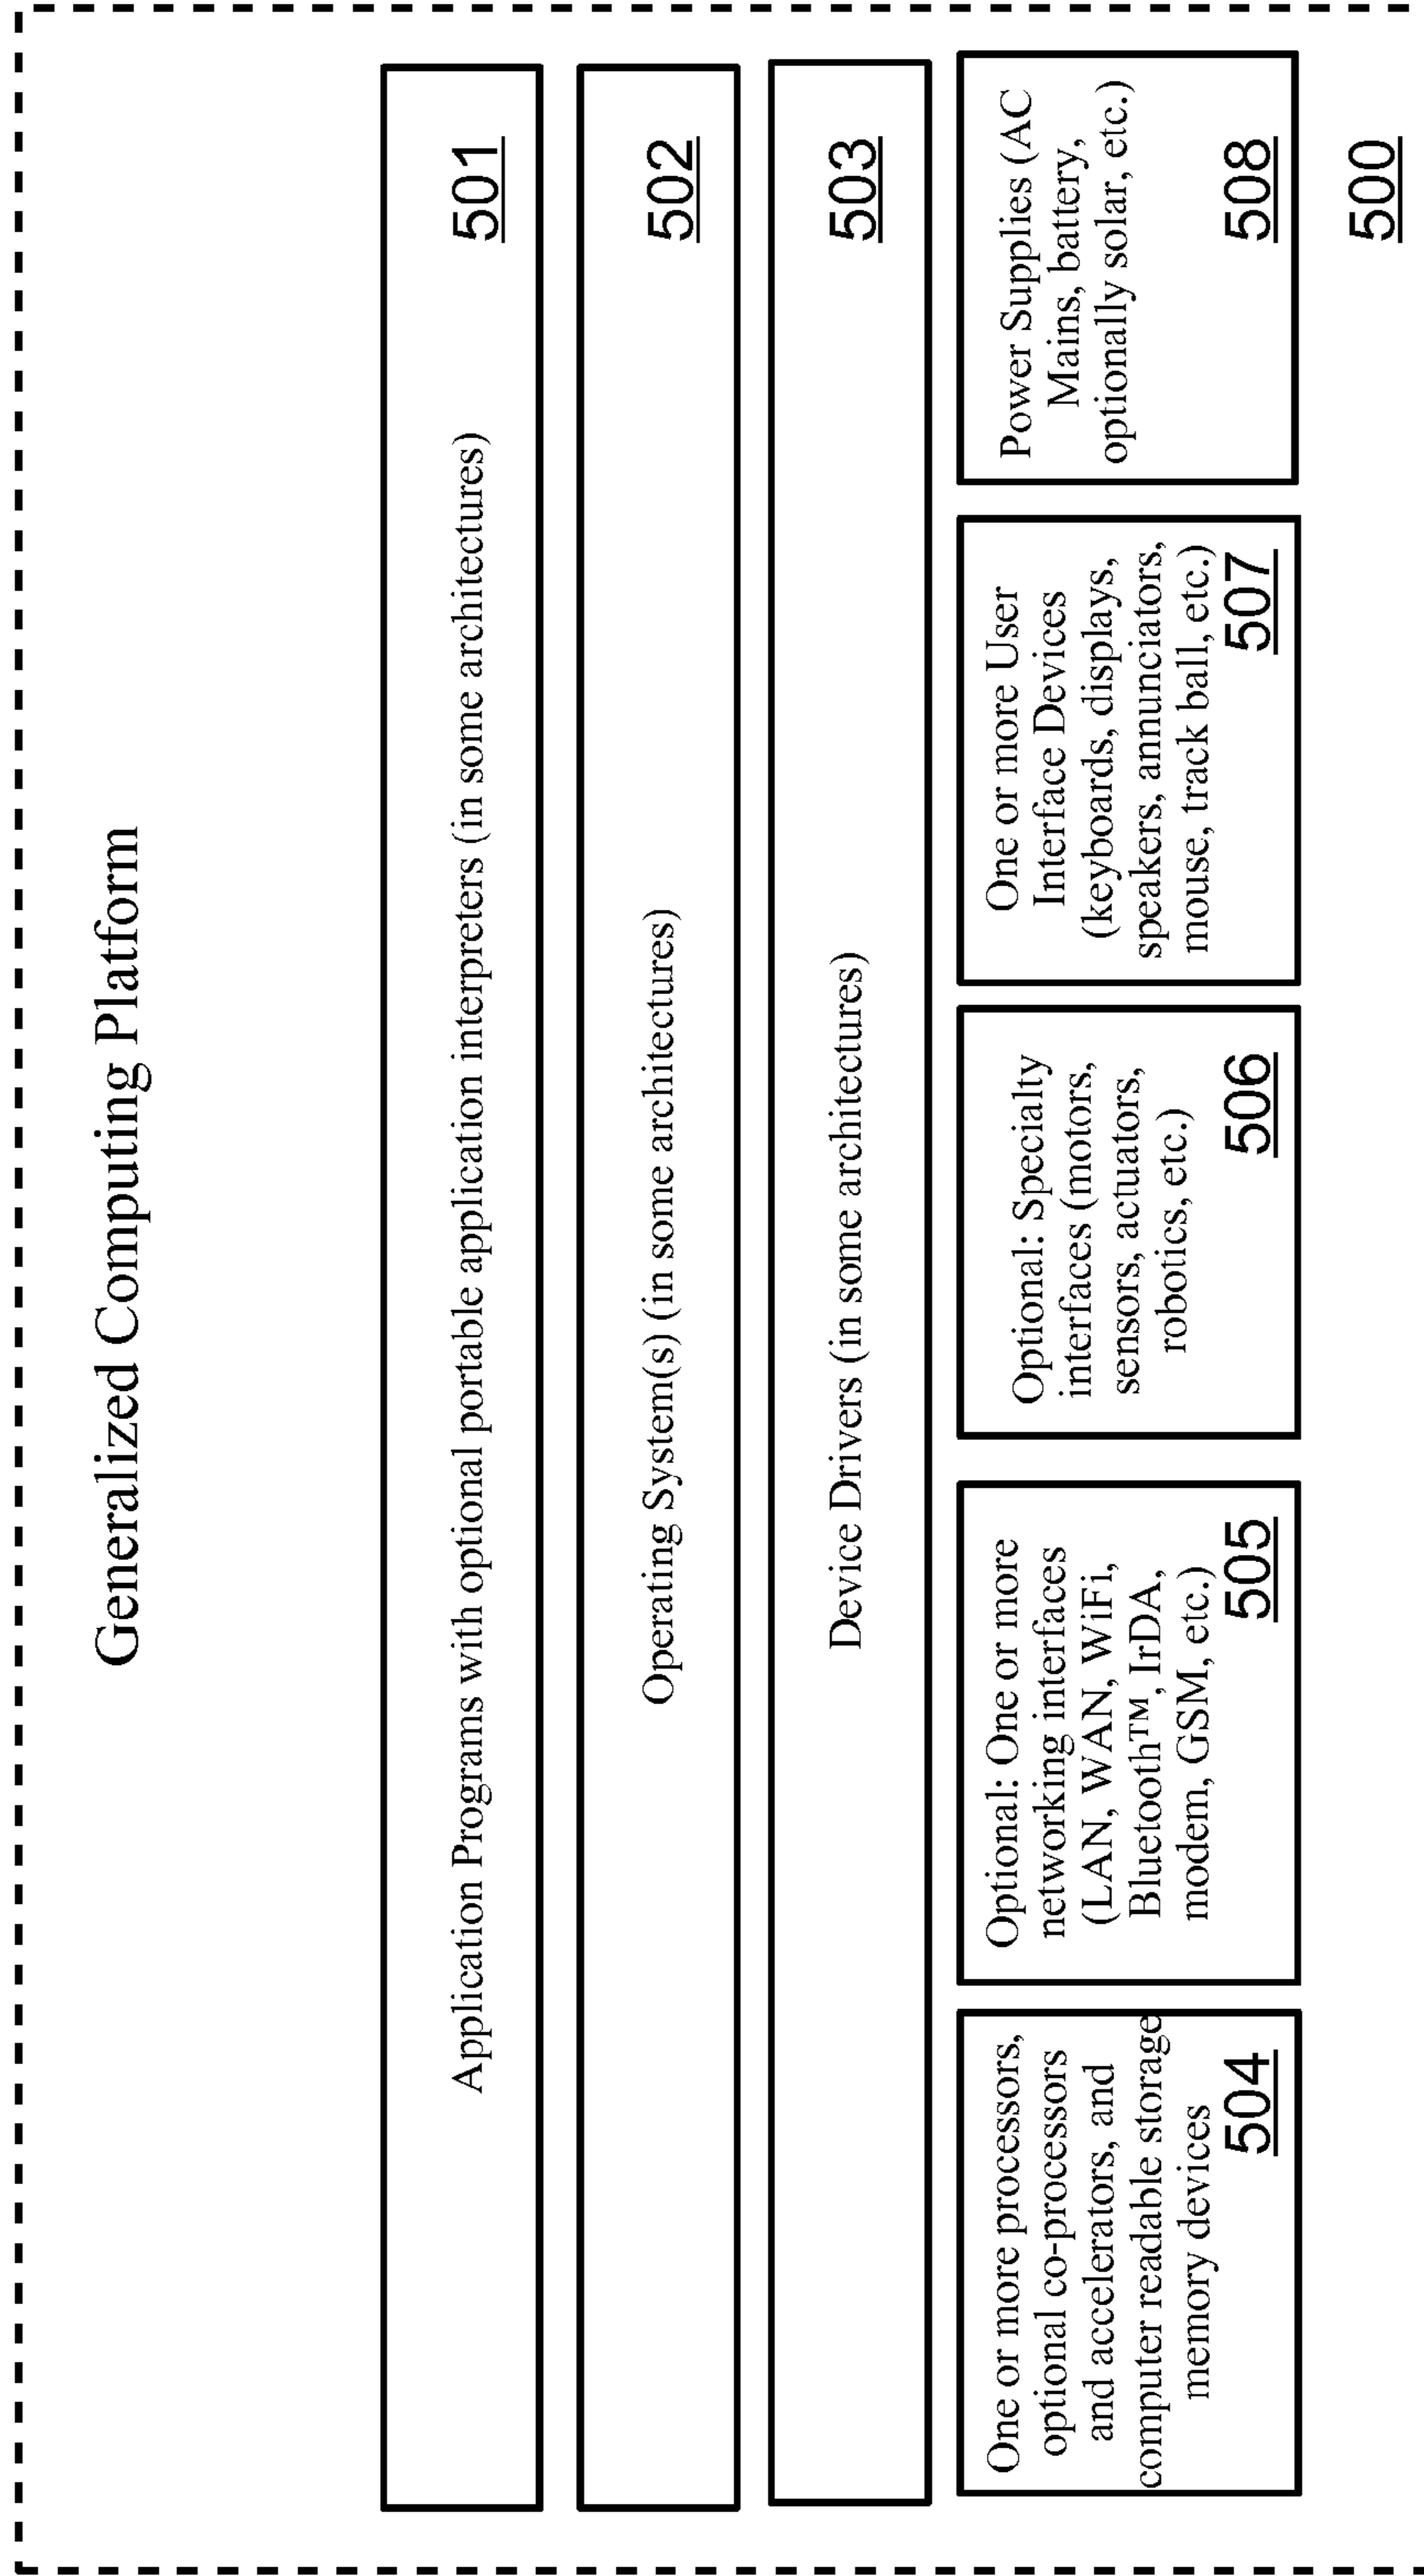 Generalized Computing Platform
Application Programs with optional portable application interpreters (in some architectures)
501
Operating System(s) (in some architectures)
502
Device Drivers (in some architectures)
503
One or more processors,
optional co-processors
and accelerators, and
computer readable storage
memory devices
504
Optional: One or more
networking interfaces
(LAN, WAN, WiFi,
Bluetooth™, IrDA,
modem, GSM, etc.)
505
Optional: Specialty
interfaces (motors,
sensors, actuators,
robotics, etc.)
506
One or more User
Interface Devices
(keyboards, displays,
speakers, annunciators,
mouse, track ball, etc.)
507
Power Supplies (AC
Mains, battery,
optionally solar, etc.)
508
500